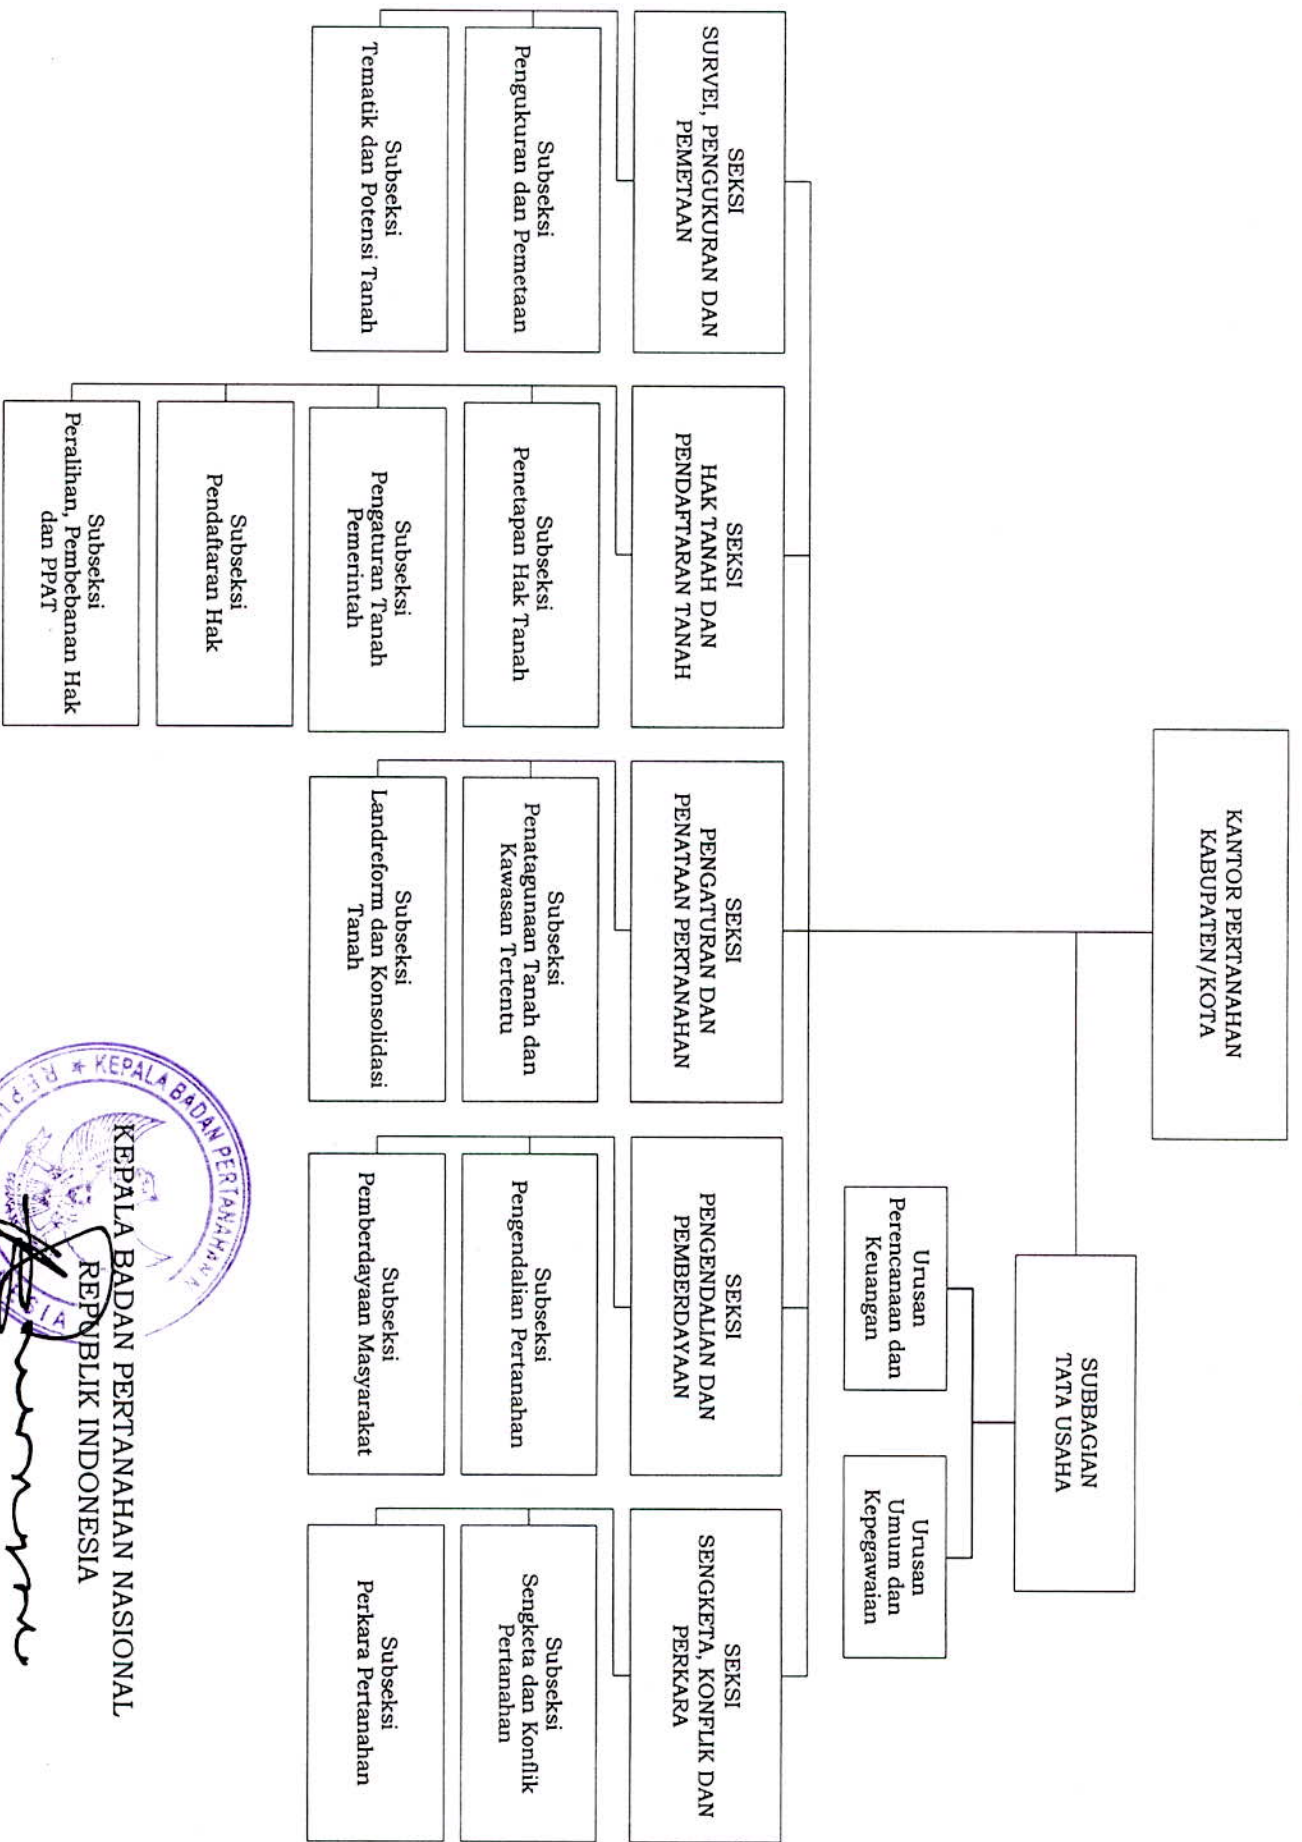 KANTOR PERTANAHAN
KABUPATEN/KOTA
SUBBAGIAN
TATA USAHA
Urusan
Perencanaan dan
Keuangan
Urusan
Umum dan
Kepegawaian
SEKSI
SURVEI, PENGUKURAN DAN
PEMETAAN
Subseksi
Pengukuran dan Pemetaan
Subseksi
Tematik dan Potensi Tanah
SEKSI
HAK TANAH DAN
PENDAFTARAN TANAH
Subseksi
Penetapan Hak Tanah
Subseksi
Pengaturan Tanah
Pemerintah
Subseksi
Pendaftaran Hak
Subseksi
Peralihan, Pembebanan Hak
dan PPAT
SEKSI
PENGATURAN DAN
PENATAAN PERTANAHAN
Subseksi
Penatagunaan Tanah dan
Kawasan Tertentu
Subseksi
Landreform dan Konsolidasi
Tanah
SEKSI
PENGENDALIAN DAN
PEMBERDAYAAN
Subseksi
Pengendalian Pertanahan
Subseksi
Pemberdayaan Masyarakat
SEKSI
SENGKETA, KONFLIK DAN
PERKARA
Subseksi
Sengketa dan Konflik
Pertanahan
Subseksi
Perkara Pertanahan
KEPALA BADAN PERTANAHAN NASIONAL
REPUBLIK INDONESIA
KEPALA BADAN PERTANAHAN